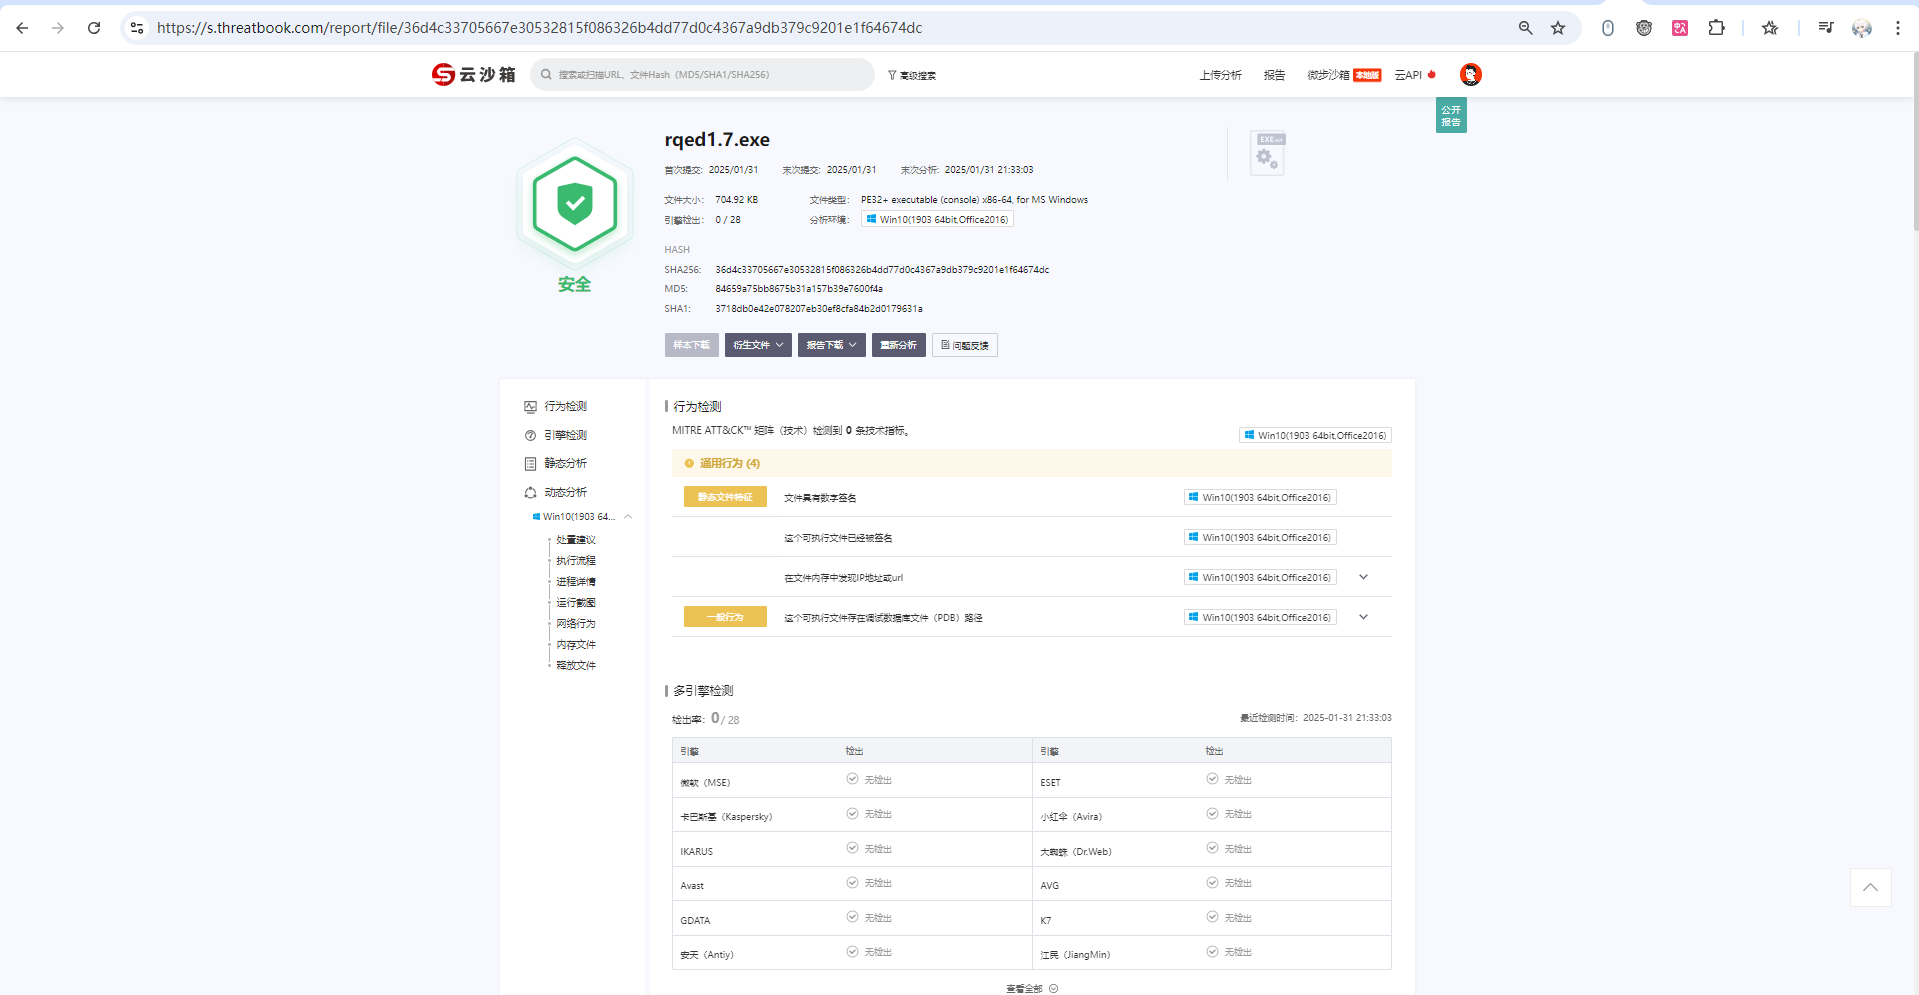 https://s.threatbook.com/report/file/36d4c33705667e30532815f086326b4dd77d0c4367a9db379c9201e1f64674dc
云沙箱
搜索或扫描URL、文件Hash（MD5/SHA1/SHA256）
高级搜索
上传分析
报告
微步沙箱 本地版
云API
公开
报告
安全
rqed1.7.exe
首次提交: 2025/01/31 末次提交: 2025/01/31 末次分析: 2025/01/31 21:33:03
文件大小: 704.92 KB 文件类型: PE32+ executable (console) x86-64, for MS Windows
引擎检出: 0 / 28 分析环境: Win10(1903 64bit,Office2016)
EXE
HASH
SHA256: 36d4c33705667e30532815f086326b4dd77d0c4367a9db379c9201e1f64674dc
MD5: 84659a75bb8675b31a157b39e7600f4a
SHA1: 3718db0e42e078207eb30ef8cfa84b2d0179631a
样本下载 衍生文件 报告下载 重新分析 问题反馈
行为检测
引擎检测
静态分析
动态分析
Win10(1903 64...
处置建议
执行流程
进程详情
运行截图
网络行为
内存文件
释放文件
行为检测
MITRE ATT&CK™ 矩阵（技术）检测到 0 条技术指标。
Win10(1903 64bit,Office2016)
通用行为 (4)
静态文件特征 文件具有数字签名 Win10(1903 64bit,Office2016)
这个可执行文件已经被签名 Win10(1903 64bit,Office2016)
在文件内存中发现IP地址或url Win10(1903 64bit,Office2016)
一般行为 这个可执行文件存在调试数据库文件（PDB）路径 Win10(1903 64bit,Office2016)
多引擎检测
检出率: 0 / 28
最近检测时间: 2025-01-31 21:33:03
引擎 检出 引擎 检出
微软（MSE） 无检出 ESET 无检出
卡巴斯基（Kaspersky） 无检出 小红伞（Avira） 无检出
IKARUS 无检出 大蜘蛛（Dr.Web） 无检出
Avast 无检出 AVG 无检出
GDATA 无检出 K7 无检出
安天（Antiy） 无检出 江民（JiangMin） 无检出
查看全部